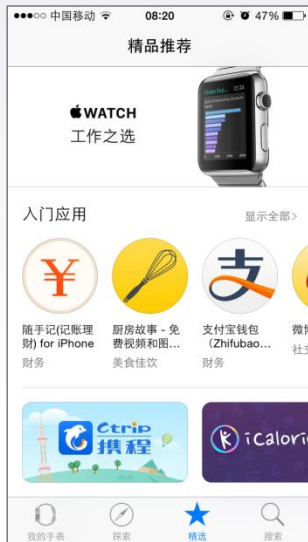 中国移动 08:20 47%
精品推荐
WATCH
工作之选
入门应用 显示全部>
随手记(记账理
财) for iPhone
财务
厨房故事 - 免
费视频和图...
美食佳饮
支付宝钱包
（Zhifubao...
财务
微博
社交
Ctrip
携程
iCalori
我的手表 探索 精选 搜索